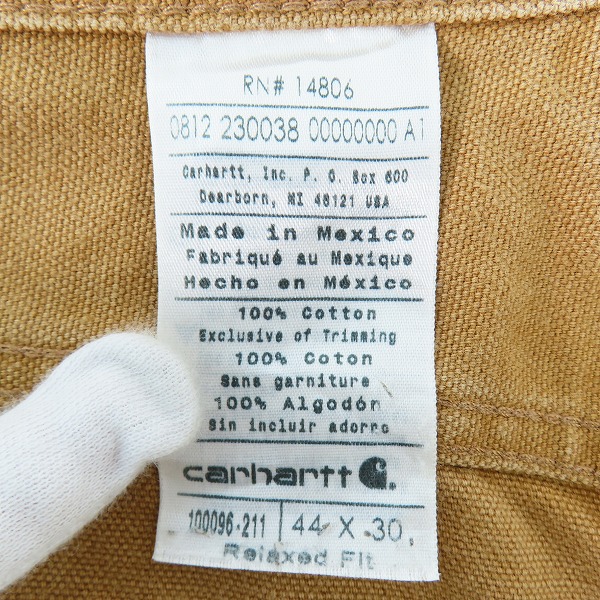 RN# 14806
0812 230038 00000000 A1
Carhartt, Inc. P. O. Box 600
Dearborn, MI 48121 USA
Made in Mexico
Fabriqué au Mexique
Hecho en México
100% Cotton
Exclusive of Trimming
100% Coton
Sans garniture
100% Algodón
Sin incluir adorno
carhartt
100096-211 44 X 30
Relaxed Fit